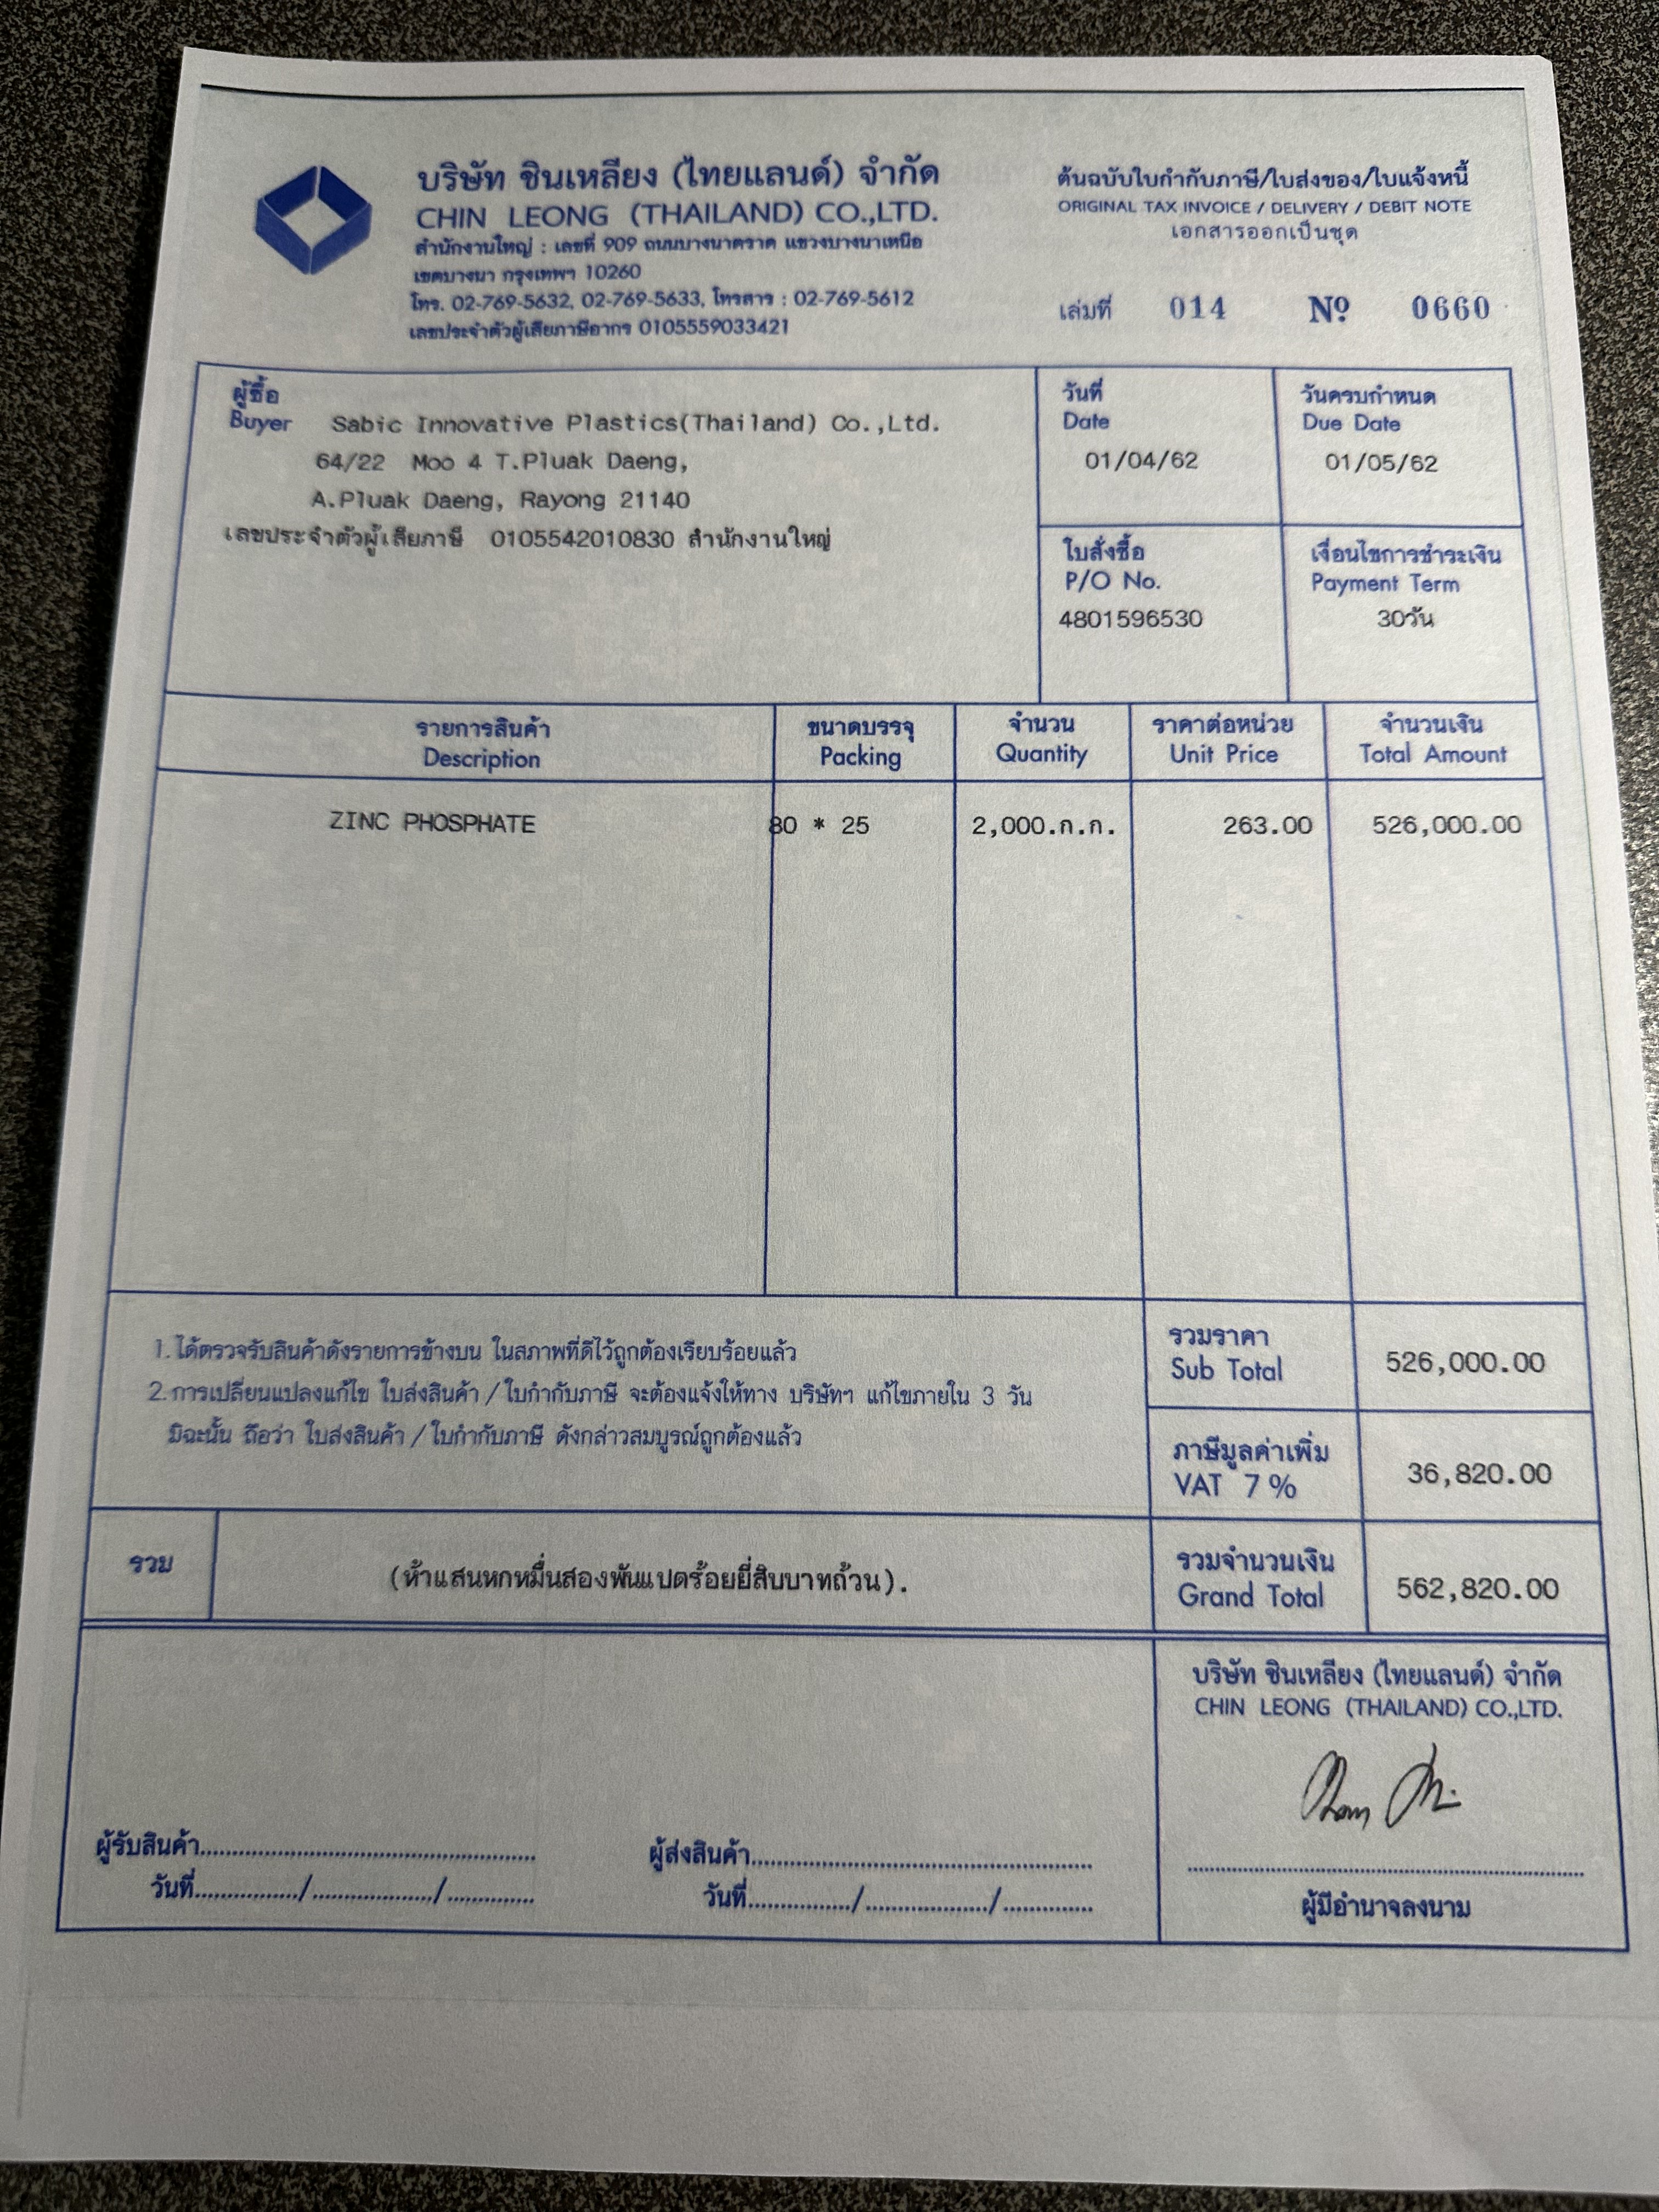 บริษัท ชินเหลียง (ไทยแลนด์) จำกัด
CHIN LEONG (THAILAND) CO.,LTD.
สำนักงานใหญ่ : เลขที่ 909 ถนนบางนาตราด แขวงบางนาเหนือ
เขตบางนา กรุงเทพฯ 10260
โทร. 02-769-5632, 02-769-5633, โทรสาร : 02-769-5612
เลขประจำตัวผู้เสียภาษีอากร 0105559033421
ต้นฉบับใบกำกับภาษี/ใบส่งของ/ใบแจ้งหนี้
ORIGINAL TAX INVOICE / DELIVERY / DEBIT NOTE
เอกสารออกเป็นชุด
เล่มที่ 014 Nº 0660
ผู้ซื้อ
Buyer Sabic Innovative Plastics(Thailand) Co.,Ltd.
64/22 Moo 4 T.Pluak Daeng,
A.Pluak Daeng, Rayong 21140
เลขประจำตัวผู้เสียภาษี 0105542010830 สำนักงานใหญ่
วันที่
Date
01/04/62
วันครบกำหนด
Due Date
01/05/62
ใบสั่งซื้อ
P/O No.
4801596530
เงื่อนไขการชำระเงิน
Payment Term
30วัน
รายการสินค้า ขนาดบรรจุ จำนวน ราคาต่อหน่วย จำนวนเงิน
Description Packing Quantity Unit Price Total Amount
ZINC PHOSPHATE 80 * 25 2,000.ก.ก. 263.00 526,000.00
1.ได้ตรวจรับสินค้าดังรายการข้างบน ในสภาพที่ดีไว้ถูกต้องเรียบร้อยแล้ว
2.การเปลี่ยนแปลงแก้ไข ใบส่งสินค้า / ใบกำกับภาษี จะต้องแจ้งให้ทาง บริษัทฯ แก้ไขภายใน 3 วัน
มิฉะนั้น ถือว่า ใบส่งสินค้า / ใบกำกับภาษี ดังกล่าวสมบูรณ์ถูกต้องแล้ว
รวมราคา
Sub Total 526,000.00
ภาษีมูลค่าเพิ่ม
VAT 7 % 36,820.00
รวม (ห้าแสนหกหมื่นสองพันแปดร้อยยี่สิบบาทถ้วน).
รวมจำนวนเงิน
Grand Total 562,820.00
บริษัท ชินเหลียง (ไทยแลนด์) จำกัด
CHIN LEONG (THAILAND) CO.,LTD.
ผู้รับสินค้า....................................................
วันที่................/..................../..............
ผู้ส่งสินค้า....................................................
วันที่................/..................../..............
ผู้มีอำนาจลงนาม